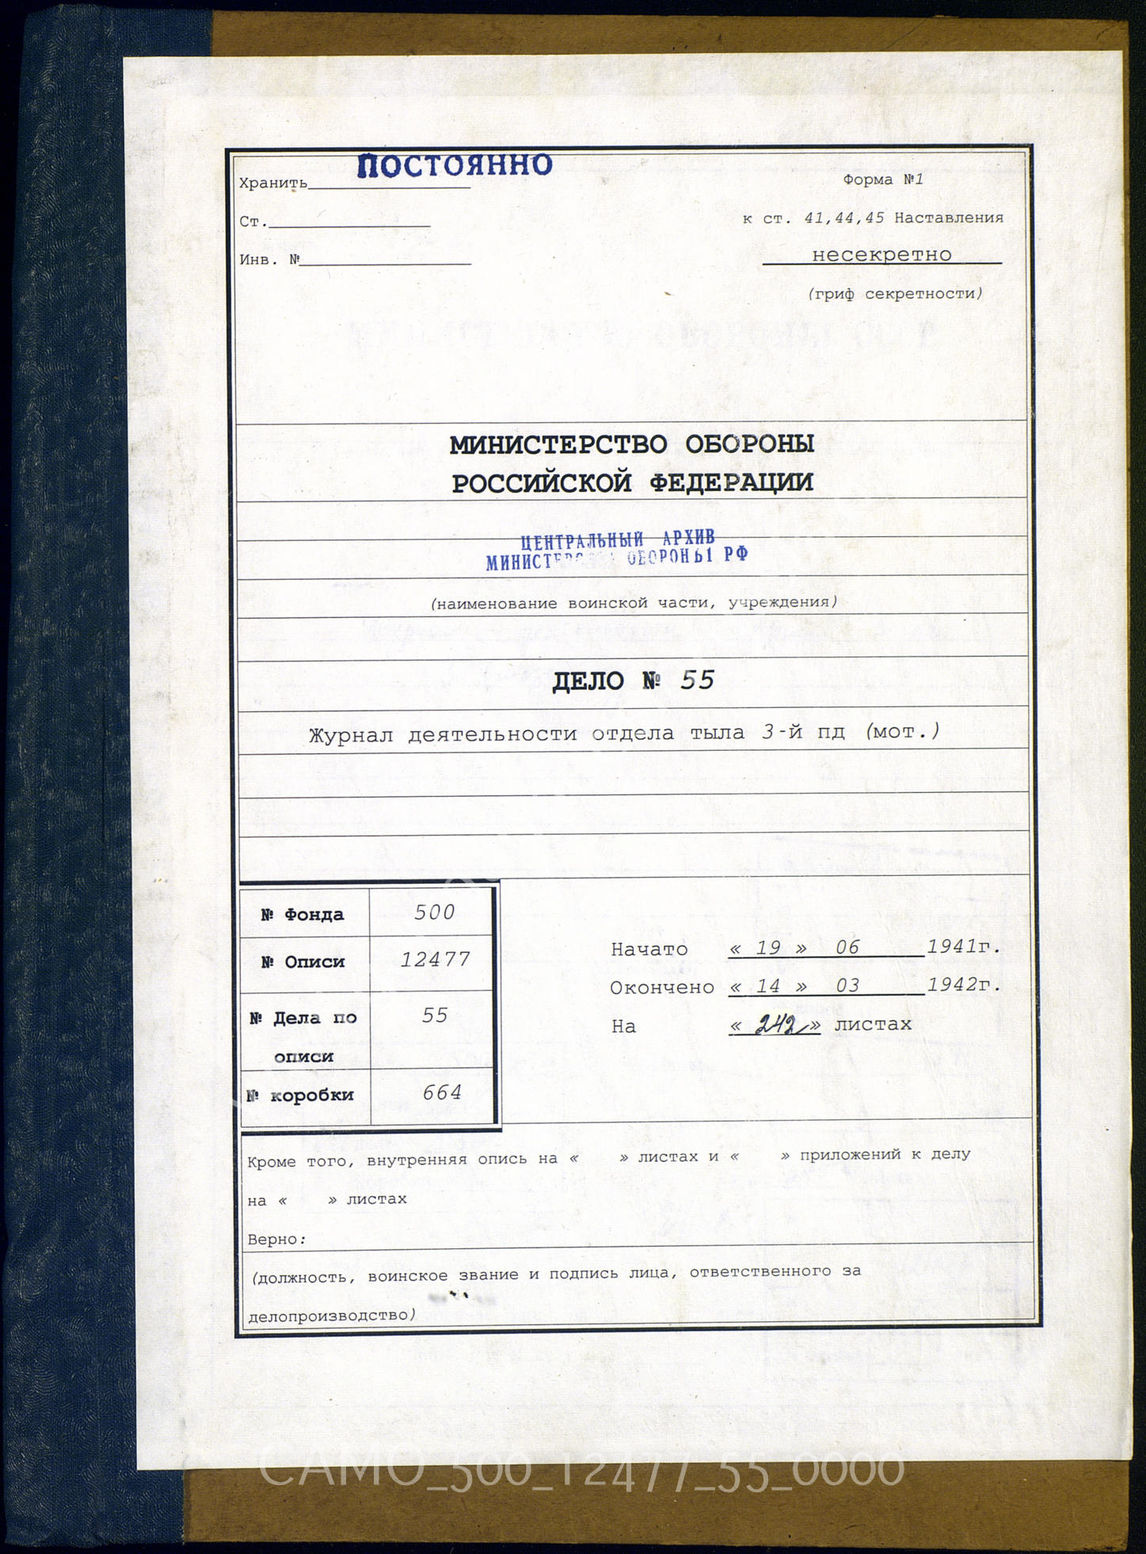 Хранить ПОСТОЯННО
Форма №1
Ст.
к ст. 41,44,45 Наставления
Инв. №
несекретно
(гриф секретности)
МИНИСТЕРСТВО ОБОРОНЫ
РОССИЙСКОЙ ФЕДЕРАЦИИ
ЦЕНТРАЛЬНЫЙ АРХИВ
МИНИСТЕРСТВА ОБОРОНЫ РФ
(наименование воинской части, учреждения)
ДЕЛО № 55
Журнал деятельности отдела тыла 3-й пд (мот.)
№ Фонда 500
№ Описи 12477
№ Дела по 55
описи
№ коробки 664
Начато « 19 » 06 1941г.
Окончено « 14 » 03 1942г.
На « 242 » листах
Кроме того, внутренняя опись на « » листах и « » приложений к делу
на « » листах
Верно:
(должность, воинское звание и подпись лица, ответственного за
делопроизводство)
CAMO_500_12477_55_0000